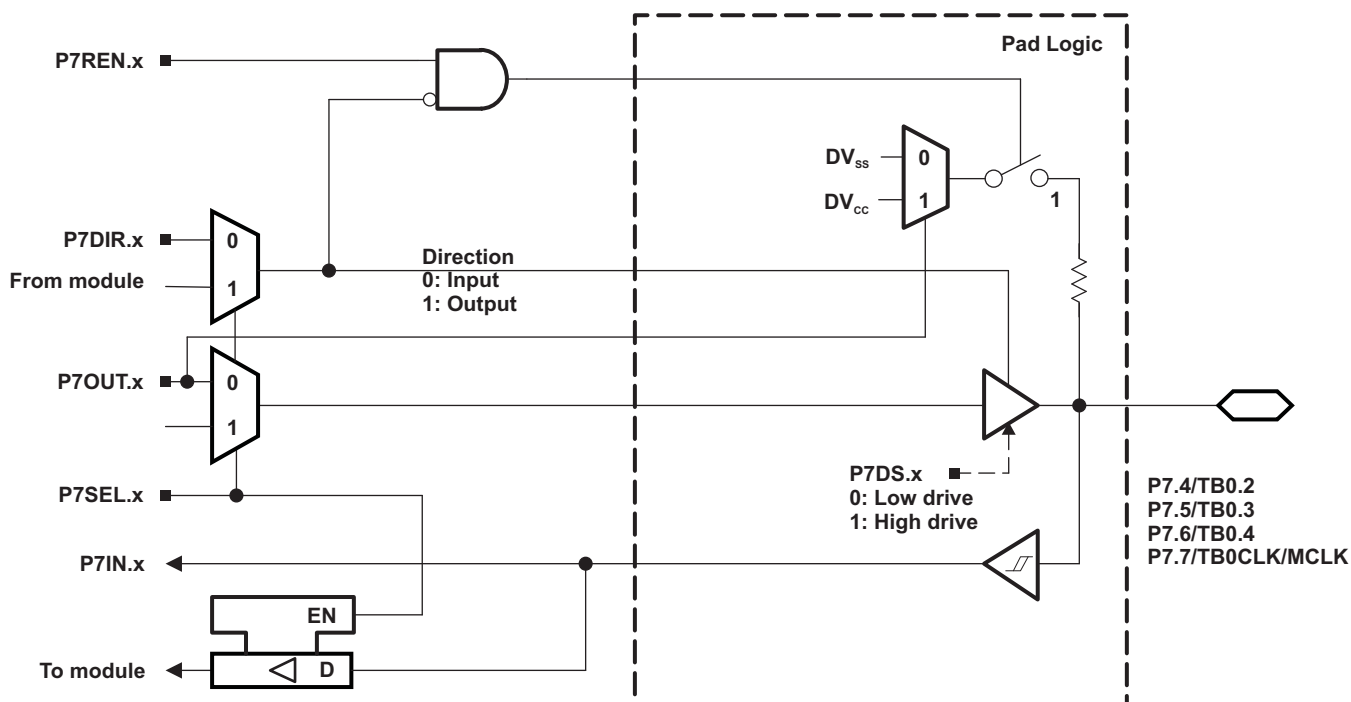 Pad Logic
P7REN.x
DVSS
0
DVCC
1
1
P7DIR.x
0
From module
1
Direction
0: Input
1: Output
P7OUT.x
0
1
P7DS.x
0: Low drive
1: High drive
P7SEL.x
P7.4/TB0.2
P7.5/TB0.3
P7.6/TB0.4
P7.7/TB0CLK/MCLK
P7IN.x
EN
To module
D